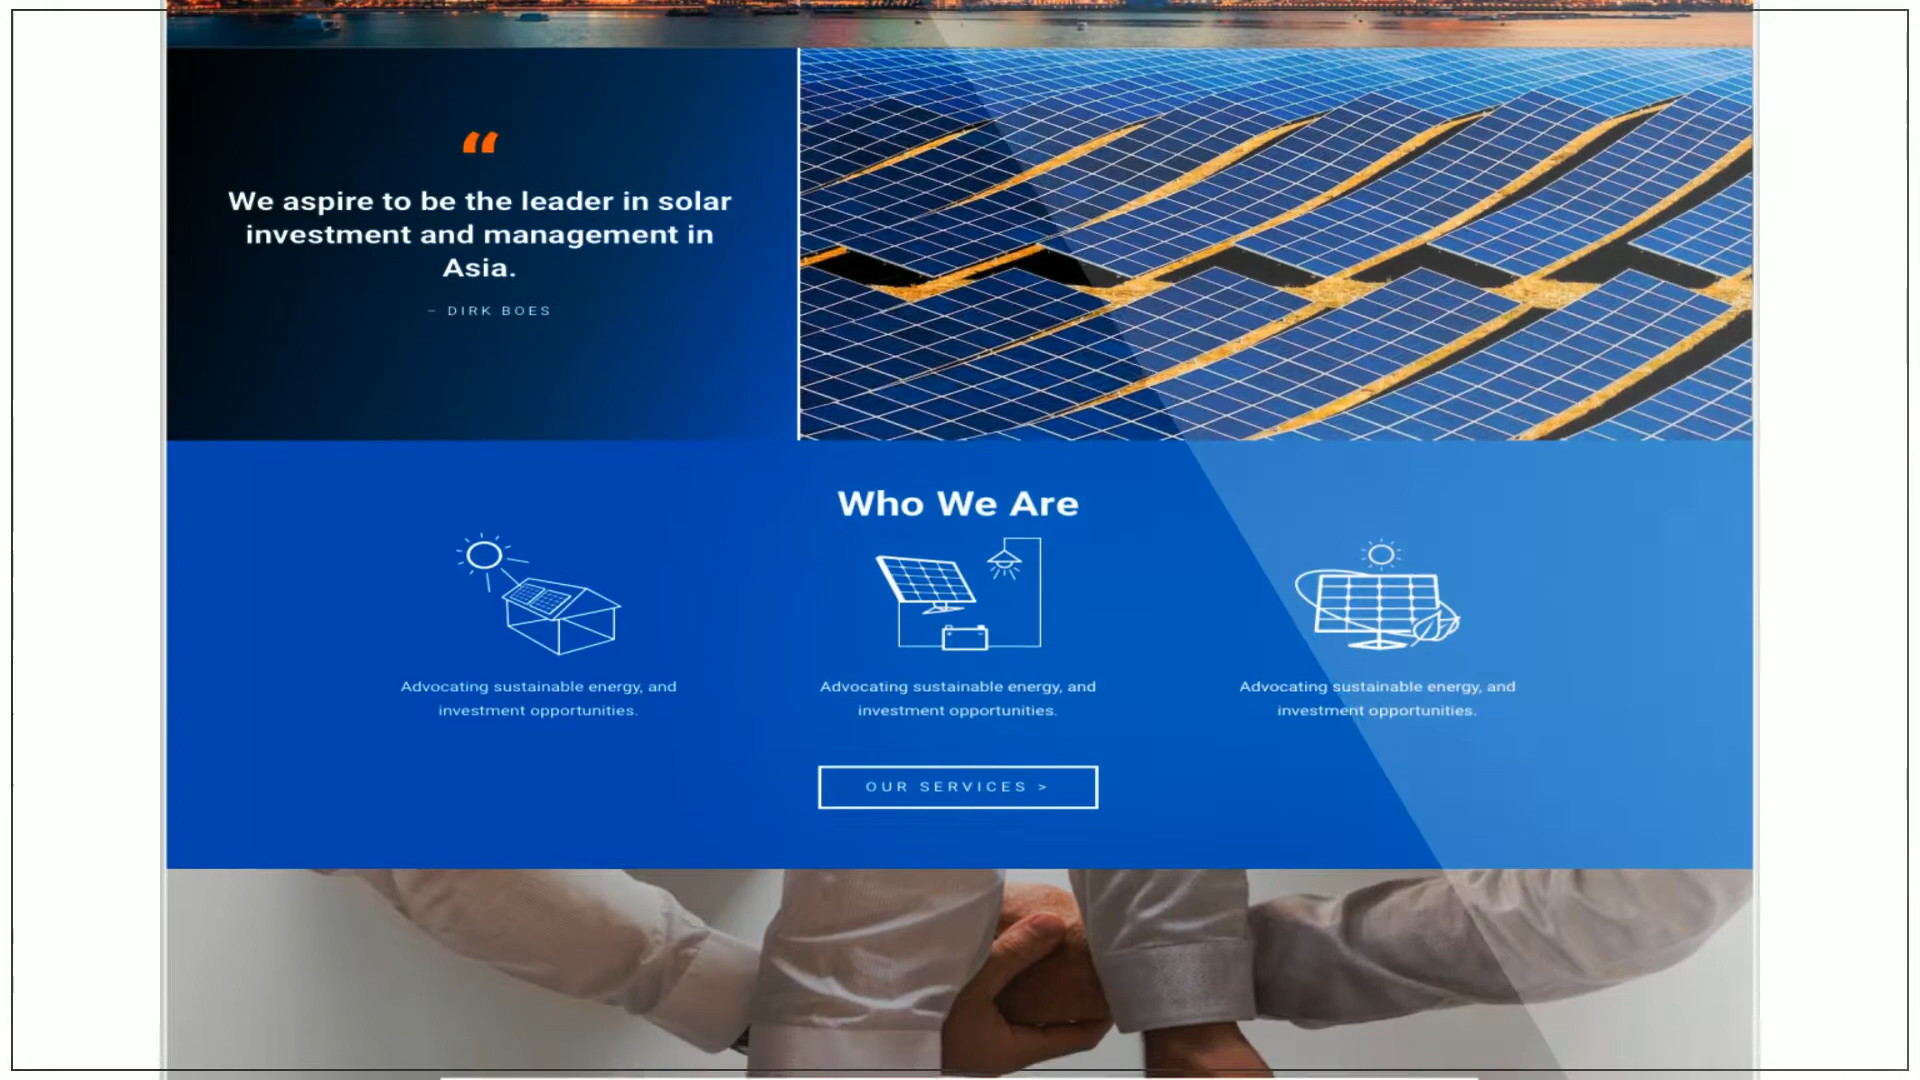 “
We aspire to be the leader in solar
investment and management in
Asia.
– DIRK BOES
Who We Are
Advocating sustainable energy, and
investment opportunities.
Advocating sustainable energy, and
investment opportunities.
Advocating sustainable energy, and
investment opportunities.
OUR SERVICES >